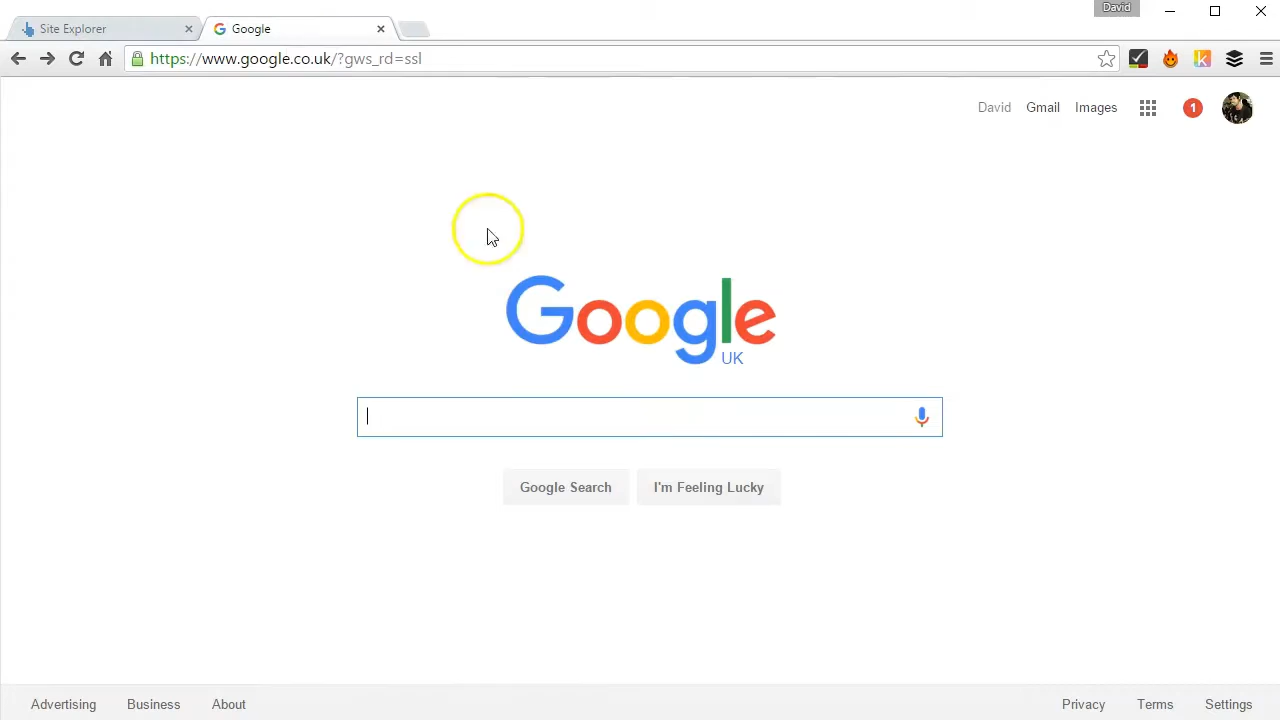 David
Site Explorer
Google
https://www.google.co.uk/?gws_rd=ssl
k
David Gmail Images 1
Google
UK
Google Search I'm Feeling Lucky
Advertising Business About Privacy Terms Settings